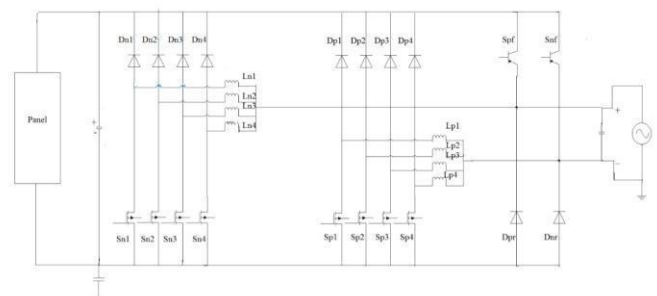 Dn1 Dn2 Dn3 Dn4
Dp1 Dp2 Dp3 Dp4
Spf Snf
Ln1
Ln2
Ln3
Ln4
Panel
+
+
-
Lp1
Lp2
Lp3
Lp4
Sn1 Sn2 Sn3 Sn4
Sp1 Sp2 Sp3 Sp4
Dpr Dnr